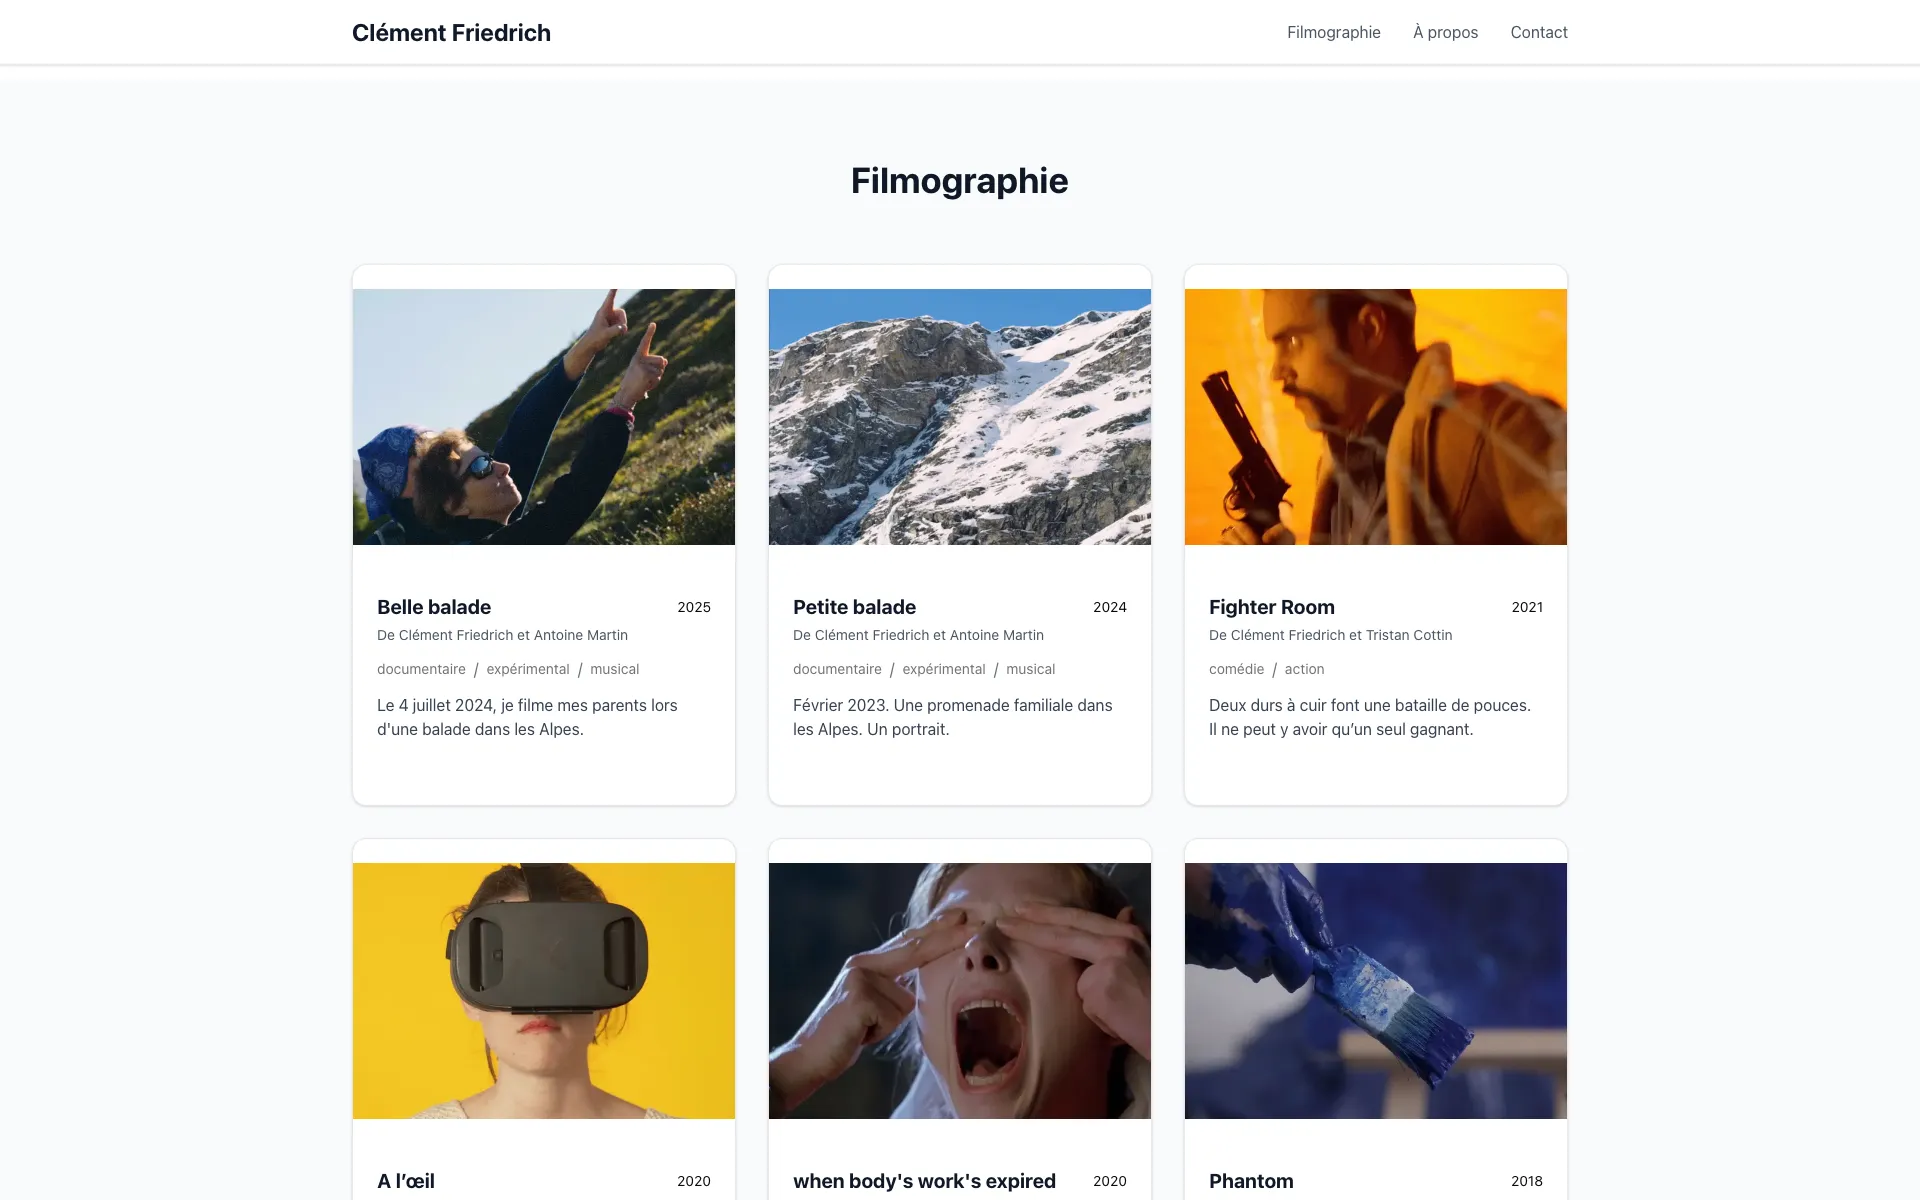 Clément Friedrich
Filmographie
À propos
Contact
Filmographie
Belle balade
2025
De Clément Friedrich et Antoine Martin
documentaire / expérimental / musical
Le 4 juillet 2024, je filme mes parents lors
d'une balade dans les Alpes.
Petite balade
2024
De Clément Friedrich et Antoine Martin
documentaire / expérimental / musical
Février 2023. Une promenade familiale dans
les Alpes. Un portrait.
Fighter Room
2021
De Clément Friedrich et Tristan Cottin
comédie / action
Deux durs à cuir font une bataille de pouces.
Il ne peut y avoir qu’un seul gagnant.
A l’œil
2020
when body's work's expired
2020
Phantom
2018